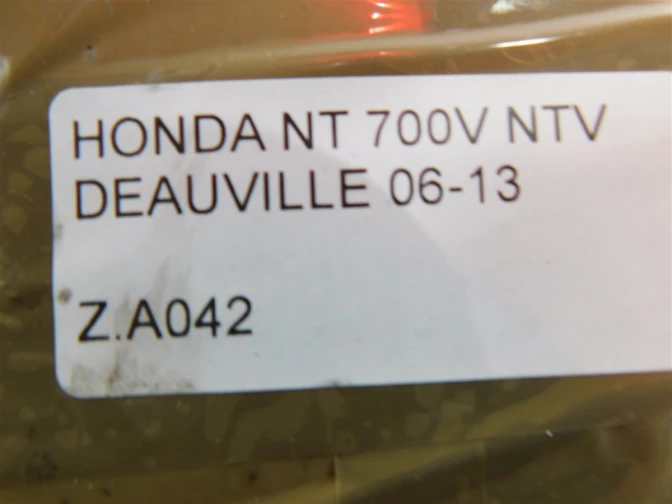 HONDA NT 700V NTV
DEAUVILLE 06-13
Z.A042